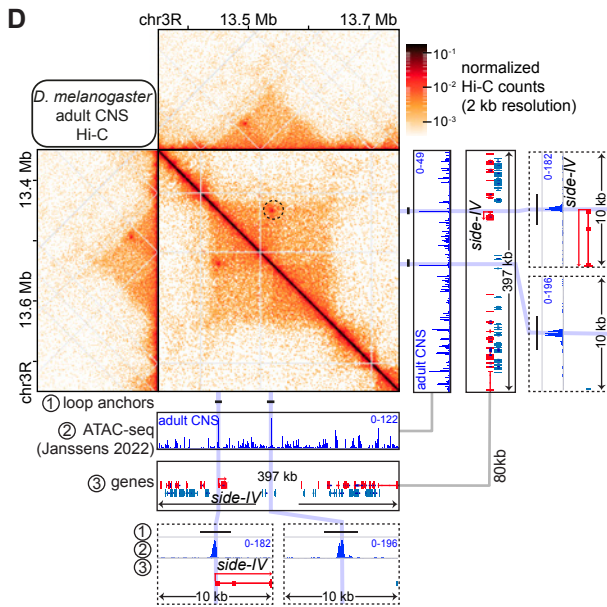 D
chr3R 13.5 Mb 13.7 Mb
D. melanogaster
adult CNS
Hi-C
10⁻¹
10⁻²
10⁻³
normalized
Hi-C counts
(2 kb resolution)
13.4 Mb
13.6 Mb
chr3R
0-49
adult CNS
side-IV
397 kb
0-182
side-IV
10 kb
0-196
10 kb
① loop anchors
② ATAC-seq
(Janssens 2022)
adult CNS 0-122
③ genes
397 kb
side-IV
80kb
①
②
③
0-182
side-IV
10 kb
0-196
10 kb